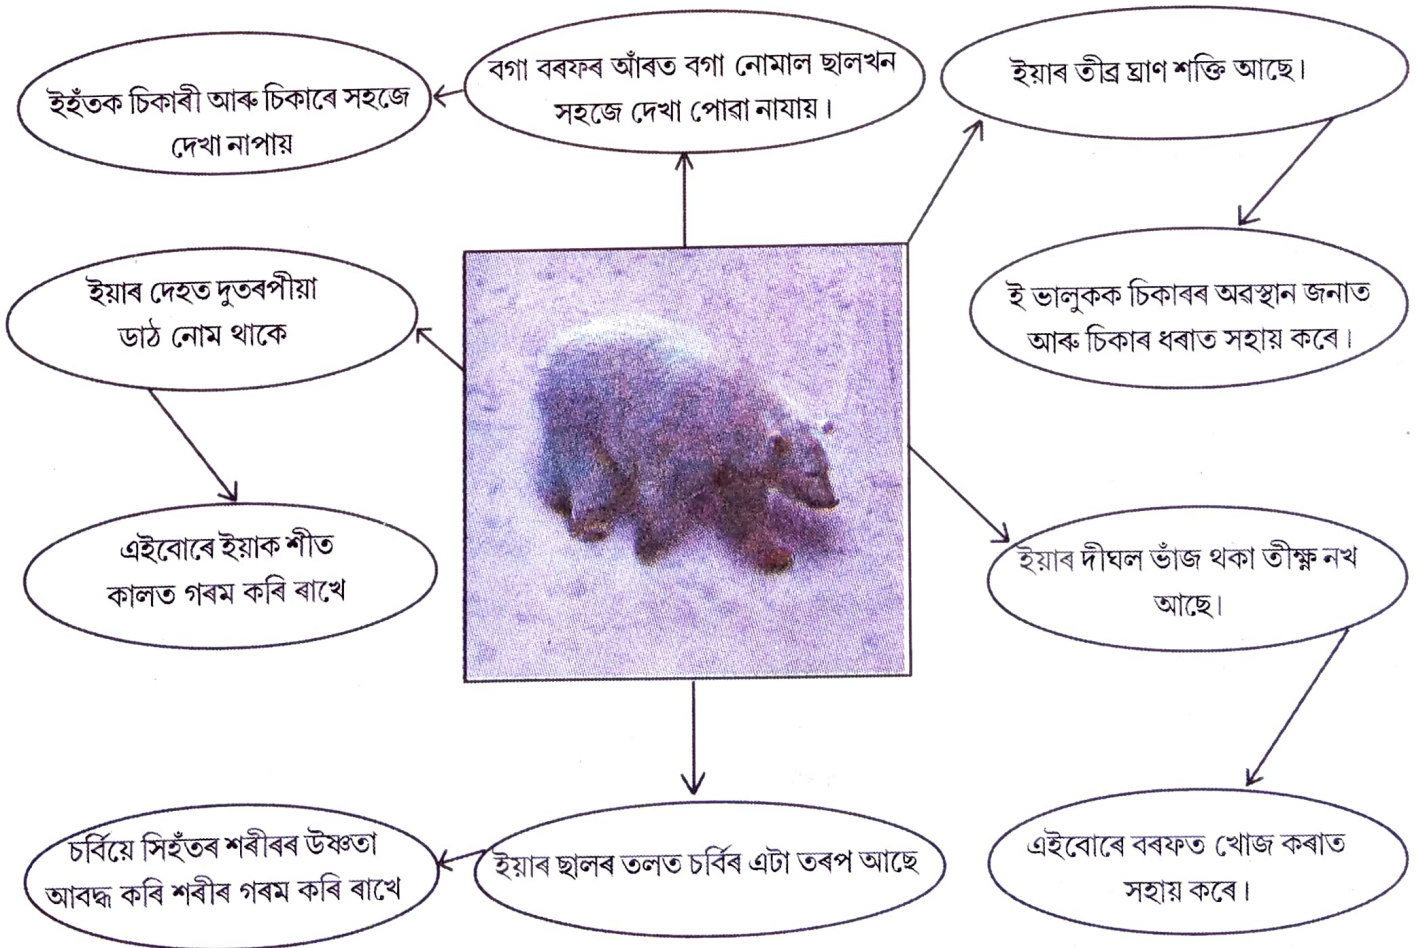 ইহঁতক চিকাৰী আৰু চিকাৰে সহজে
দেখা নাপায়
বগা বৰফৰ আঁৰত বগা নোমাল ছালখন
সহজে দেখা পোৱা নাযায়।
ইয়াৰ তীব্ৰ ঘ্ৰাণ শক্তি আছে।
ইয়াৰ দেহত দুতৰপীয়া
ডাঠ নোম থাকে
ই ভালুকক চিকাৰৰ অৱস্থান জনাত
আৰু চিকাৰ ধৰাত সহায় কৰে।
এইবোৰে ইয়াক শীত
কালত গৰম কৰি ৰাখে
ইয়াৰ দীঘল ভাঁজ থকা তীক্ষ্ণ নখ
আছে।
চৰ্বিয়ে সিহঁতৰ শৰীৰৰ উষ্ণতা
আবদ্ধ কৰি শৰীৰ গৰম কৰি ৰাখে
ইয়াৰ ছালৰ তলত চৰ্বিৰ এটা তৰপ আছে
এইবোৰে বৰফত খোজ কৰাত
সহায় কৰে।